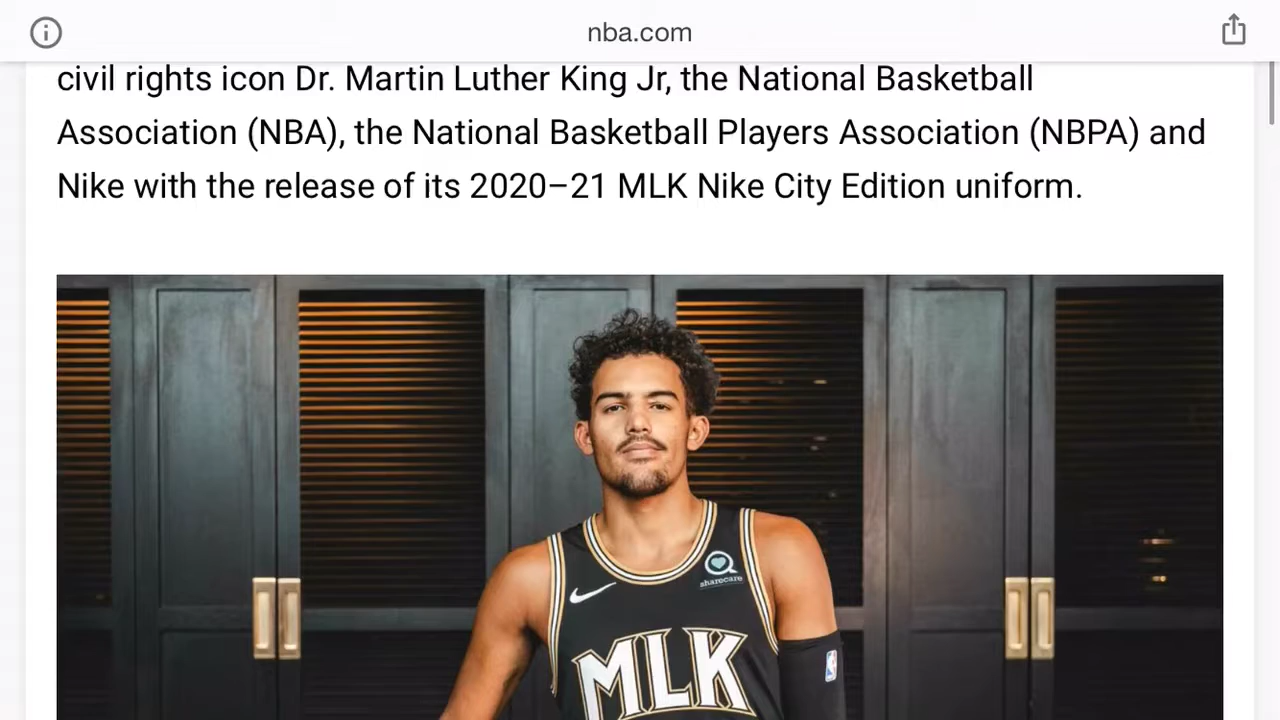 nba.com
civil rights icon Dr. Martin Luther King Jr, the National Basketball
Association (NBA), the National Basketball Players Association (NBPA) and
Nike with the release of its 2020–21 MLK Nike City Edition uniform.
sharecare
MLK